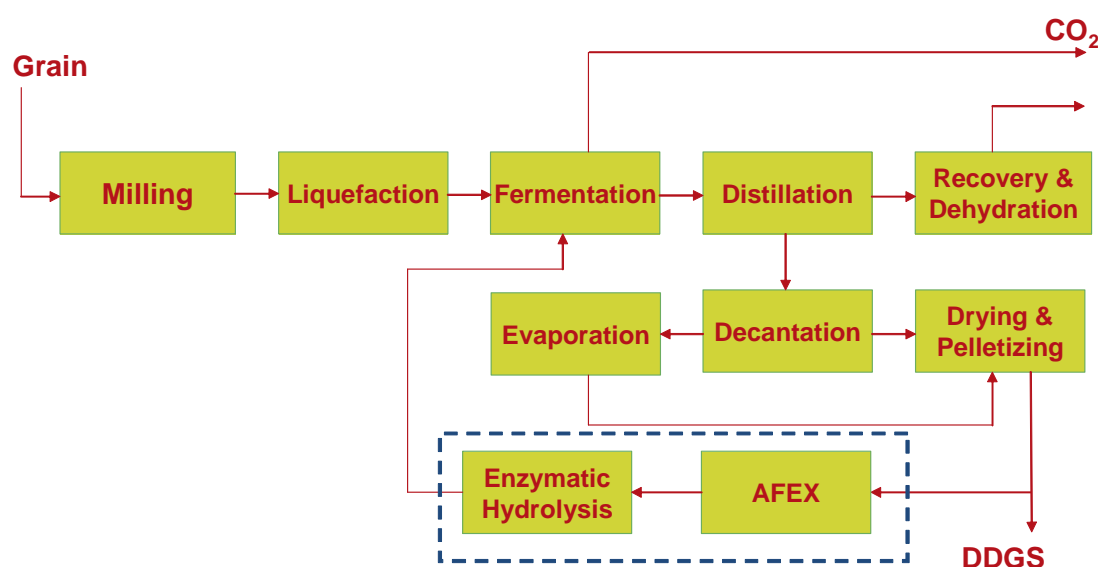 CO₂
Grain
Milling
Liquefaction
Fermentation
Distillation
Recovery &
Dehydration
Evaporation
Decantation
Drying &
Pelletizing
Enzymatic
Hydrolysis
AFEX
DDGS